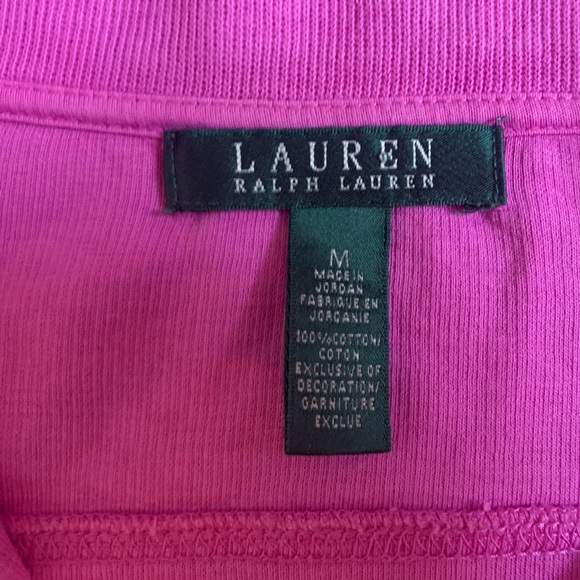 LAUREN
RALPH LAUREN
M
MADE IN
JORDAN
FABRIQUE EN
JORDANIE
100% COTTON/
COTON
EXCLUSIVE OF
DECORATION/
GARNITURE
EXCLUE